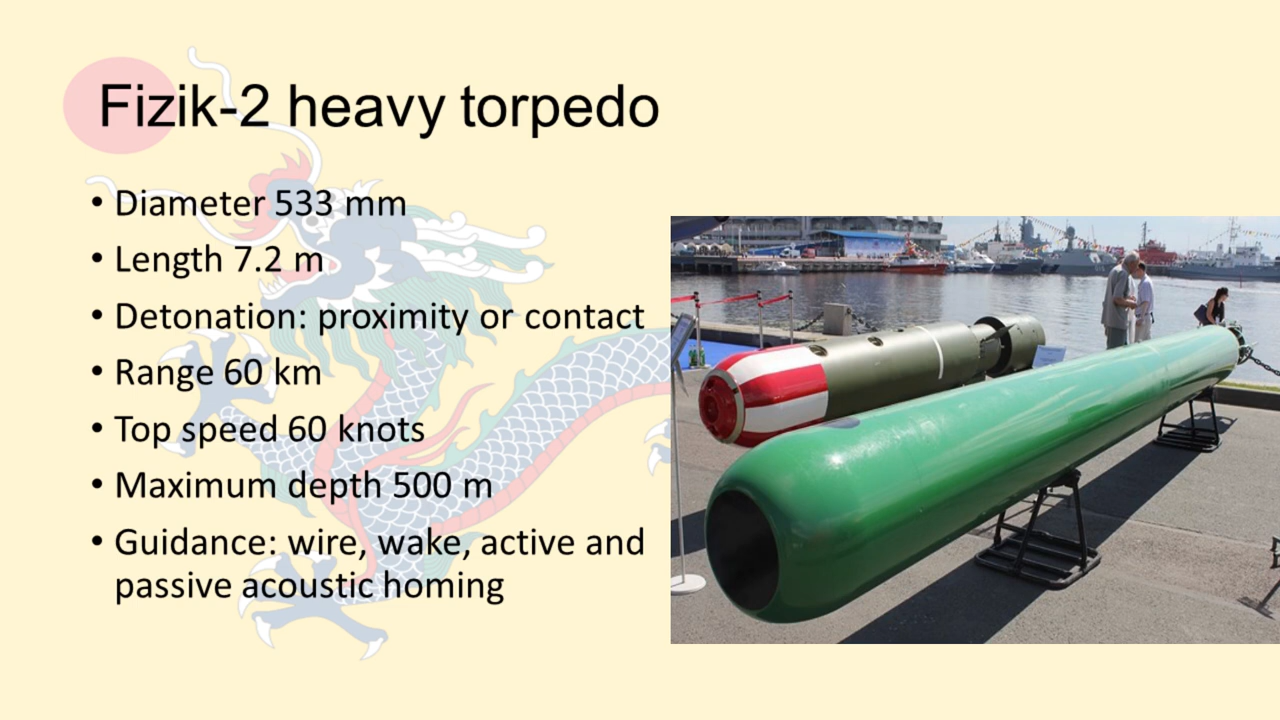 Fizik-2 heavy torpedo
• Diameter 533 mm
• Length 7.2 m
• Detonation: proximity or contact
• Range 60 km
• Top speed 60 knots
• Maximum depth 500 m
• Guidance: wire, wake, active and
passive acoustic homing